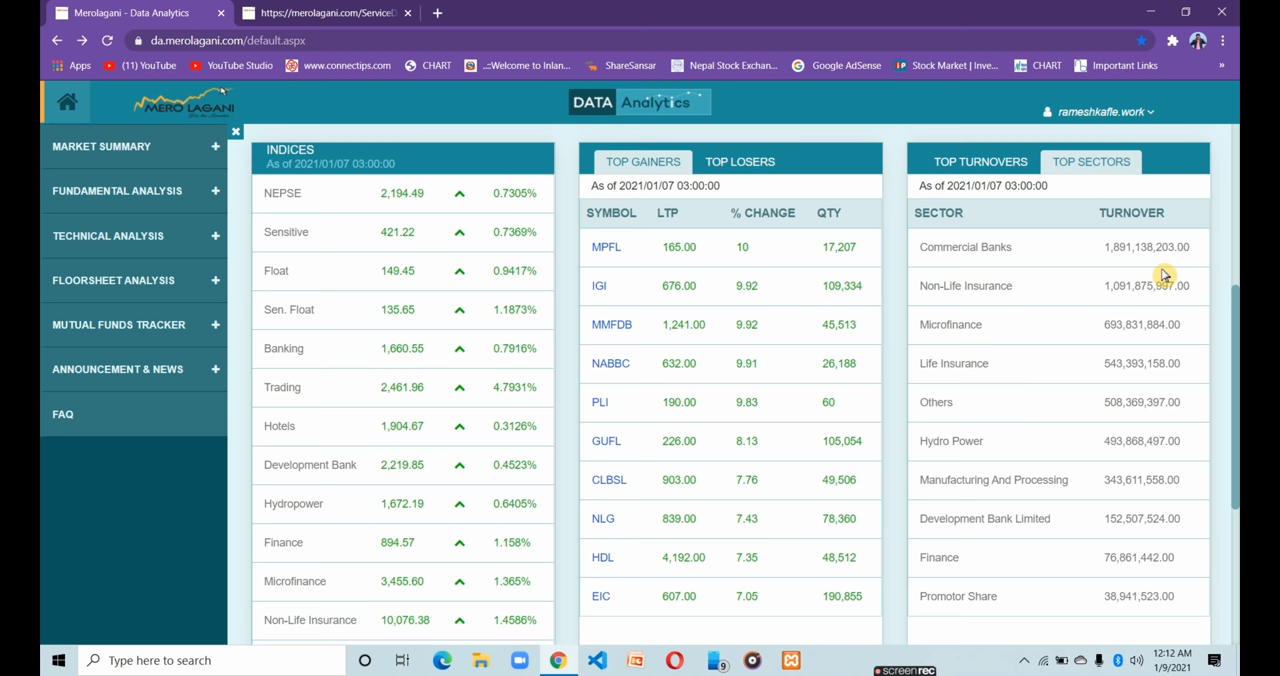 Merolagani - Data Analytics
https://merolagani.com/ServiceD
da.merolagani.com/default.aspx
Apps
(11) YouTube
YouTube Studio
www.connectips.com
CHART
..::Welcome to Inlan...
ShareSansar
Nepal Stock Exchan...
Google AdSense
Stock Market | Inve...
CHART
Important Links
»
MERO LAGANI
DATA Analytics
rameshkafle.work
MARKET SUMMARY +
FUNDAMENTAL ANALYSIS +
TECHNICAL ANALYSIS +
FLOORSHEET ANALYSIS +
MUTUAL FUNDS TRACKER +
ANNOUNCEMENT & NEWS +
FAQ
INDICES
As of 2021/01/07 03:00:00
NEPSE 2,194.49 0.7305%
Sensitive 421.22 0.7369%
Float 149.45 0.9417%
Sen. Float 135.65 1.1873%
Banking 1,660.55 0.7916%
Trading 2,461.96 4.7931%
Hotels 1,904.67 0.3126%
Development Bank 2,219.85 0.4523%
Hydropower 1,672.19 0.6405%
Finance 894.57 1.158%
Microfinance 3,455.60 1.365%
Non-Life Insurance 10,076.38 1.4586%
TOP GAINERS TOP LOSERS
As of 2021/01/07 03:00:00
SYMBOL LTP % CHANGE QTY
MPFL 165.00 10 17,207
IGI 676.00 9.92 109,334
MMFDB 1,241.00 9.92 45,513
NABBC 632.00 9.91 26,188
PLI 190.00 9.83 60
GUFL 226.00 8.13 105,054
CLBSL 903.00 7.76 49,506
NLG 839.00 7.43 78,360
HDL 4,192.00 7.35 48,512
EIC 607.00 7.05 190,855
TOP TURNOVERS TOP SECTORS
As of 2021/01/07 03:00:00
SECTOR TURNOVER
Commercial Banks 1,891,138,203.00
Non-Life Insurance
Microfinance 693,831,884.00
Life Insurance 543,393,158.00
Others 508,369,397.00
Hydro Power 493,868,497.00
Manufacturing And Processing 343,611,558.00
Development Bank Limited 152,507,524.00
Finance 76,861,442.00
Promotor Share 38,941,523.00
Type here to search
9
screenrec
12:12 AM
1/9/2021